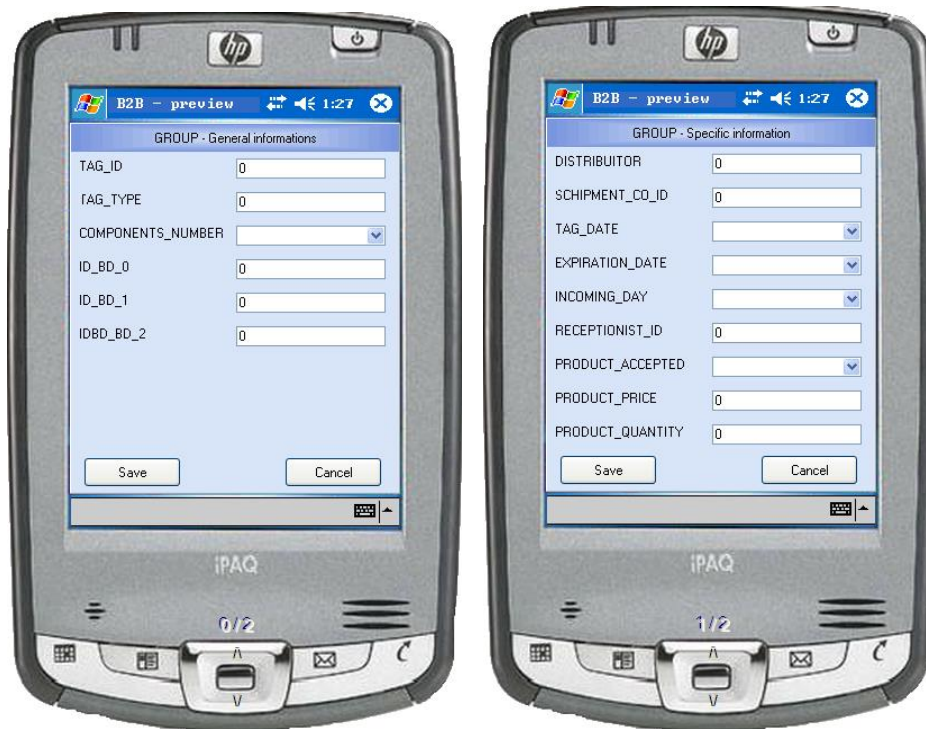 hp
B2B - preview 1:27
GROUP - General informations
TAG_ID 0
TAG_TYPE 0
COMPONENTS_NUMBER
ID_BD_0 0
ID_BD_1 0
IDBD_BD_2 0
Save Cancel
iPAQ
0/2
hp
B2B - preview 1:27
GROUP - Specific information
DISTRIBUITOR 0
SCHIPMENT_CO_ID 0
TAG_DATE
EXPIRATION_DATE
INCOMING_DAY
RECEPTIONIST_ID 0
PRODUCT_ACCEPTED
PRODUCT_PRICE 0
PRODUCT_QUANTITY 0
Save Cancel
iPAQ
1/2